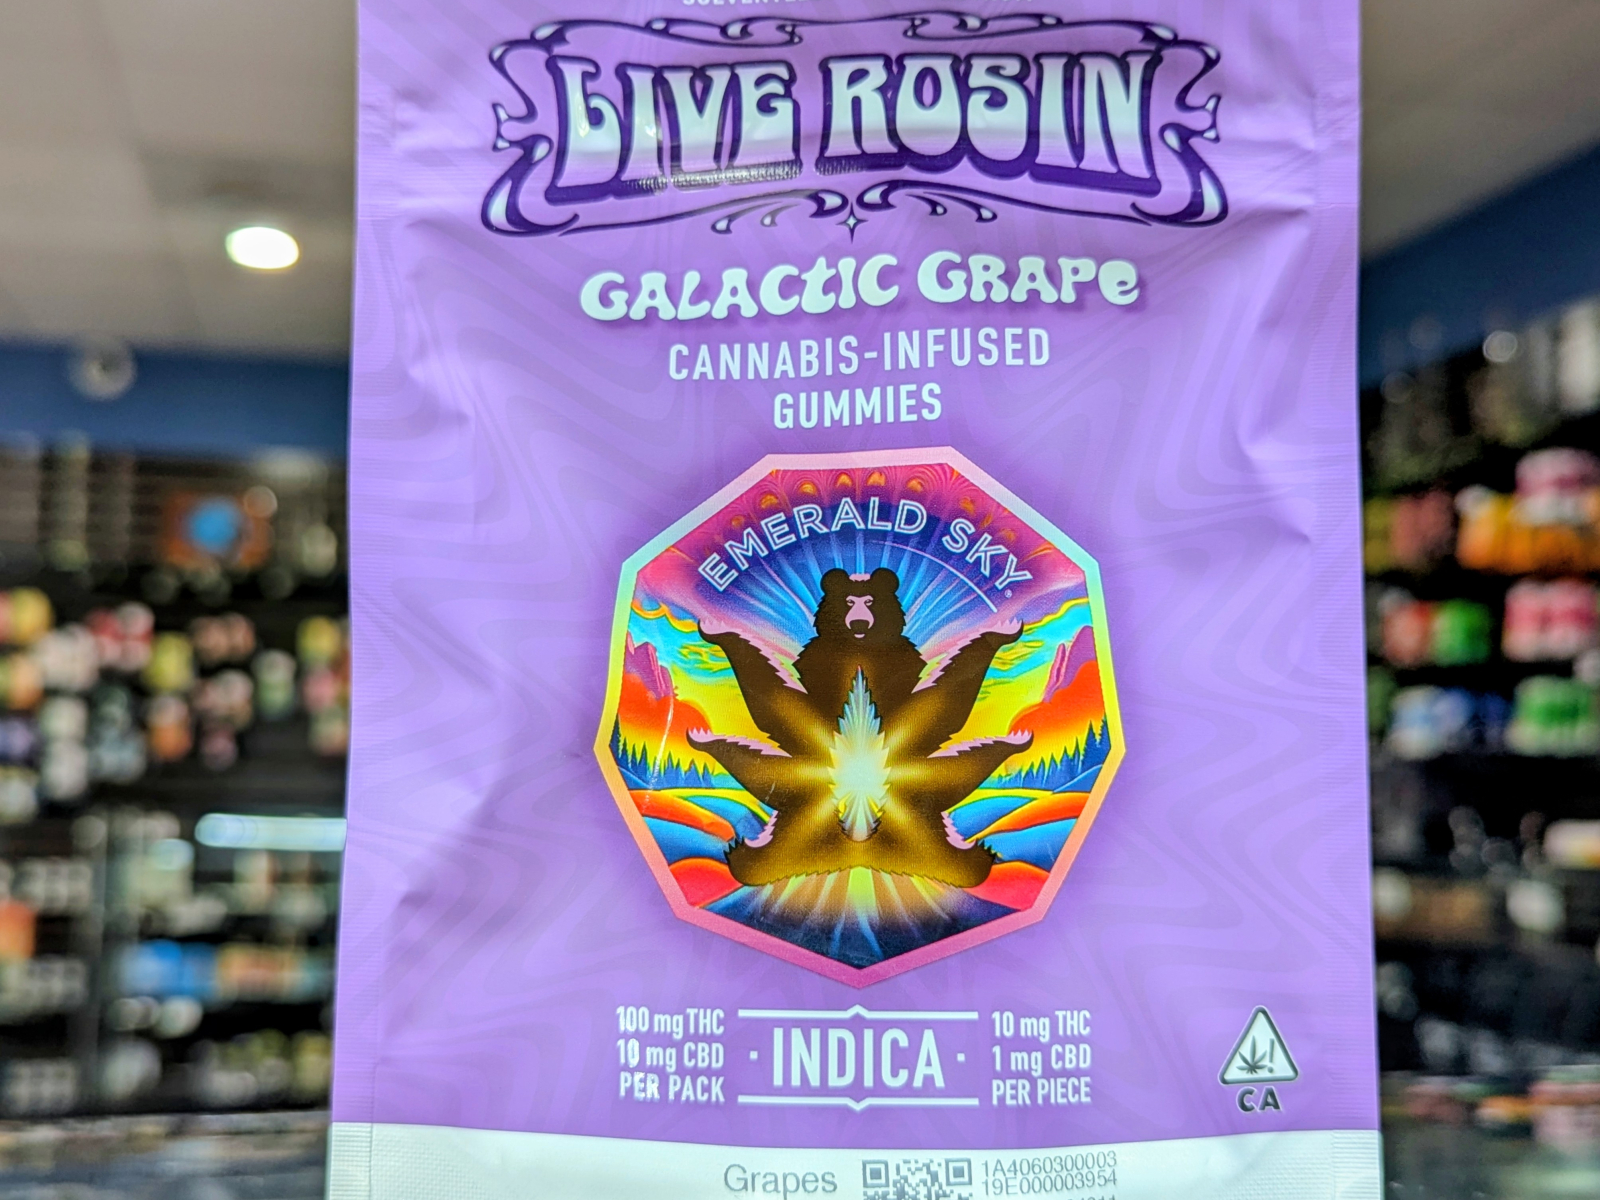 LIVE ROSIN
GALACTIC GRAPE
CANNABIS-INFUSED
GUMMIES
EMERALD SKY®
100 mg THC
10 mg CBD
PER PACK
· INDICA ·
10 mg THC
1 mg CBD
PER PIECE
CA
Grapes
1A4060300003
19E000003954